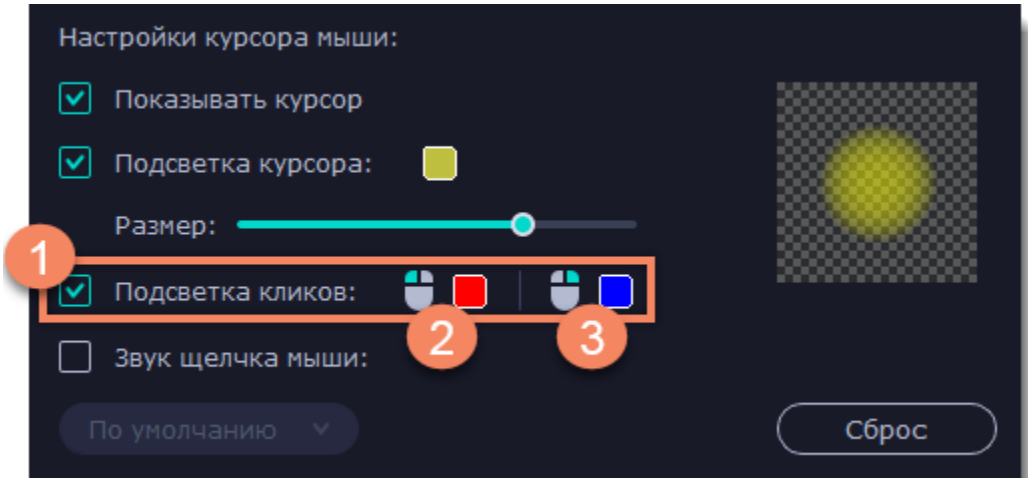 Настройки курсора мыши:
Показывать курсор
Подсветка курсора:
Размер:
1
Подсветка кликов:
2
3
Звук щелчка мыши:
По умолчанию
Сброс